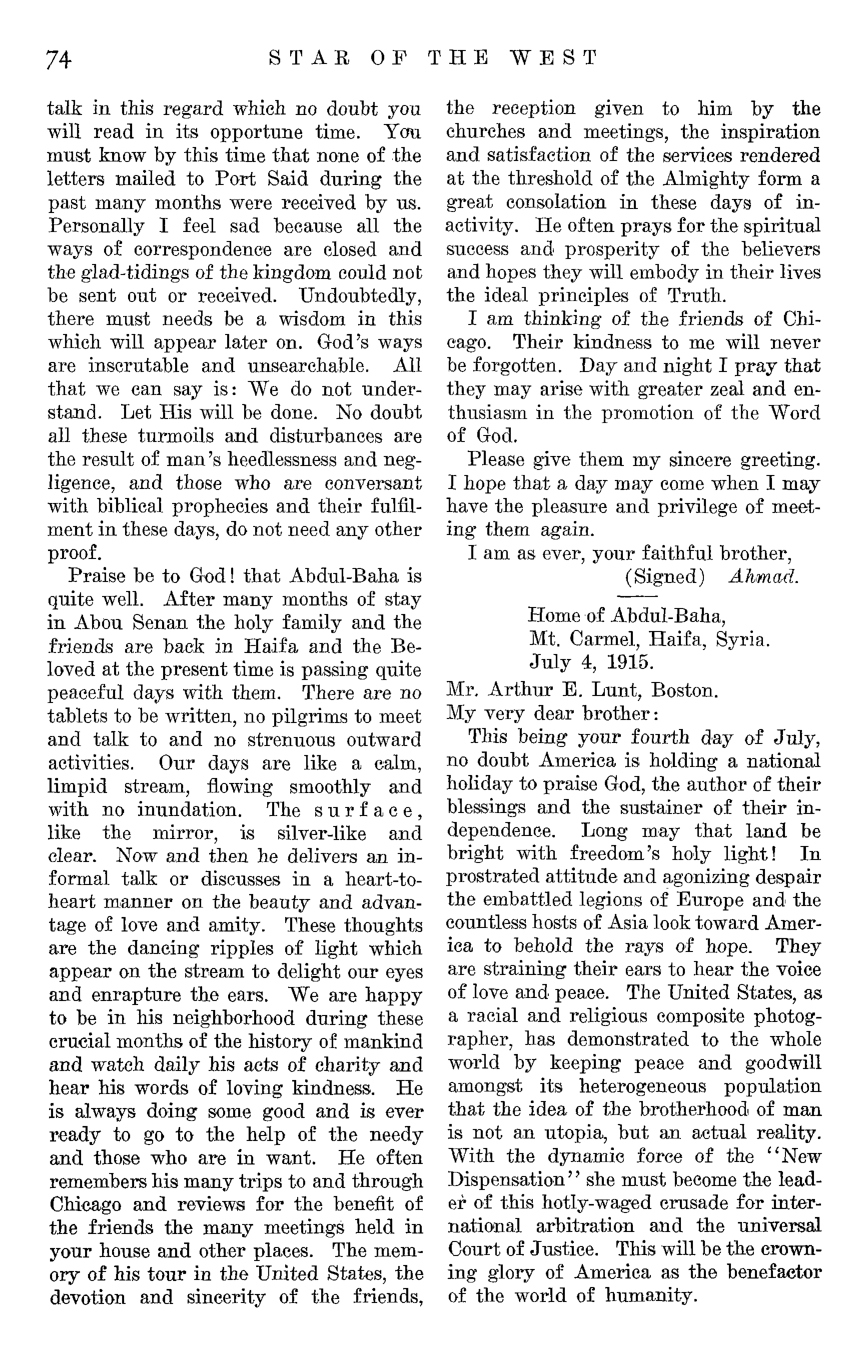 74
STAR OF THE WEST
talk in this regard which no doubt you
will read in its opportune time. You
must know by this time that none of the
letters mailed to Port Said during the
past many months were received by us.
Personally I feel sad because all the
ways of correspondence are closed and
the glad-tidings of the kingdom could not
be sent out or received. Undoubtedly,
there must needs be a wisdom in this
which will appear later on. God's ways
are inscrutable and unsearchable. All
that we can say is: We do not under-
stand. Let His will be done. No doubt
all these turmoils and disturbances are
the result of man's heedlessness and neg-
ligence, and those who are conversant
with biblical prophecies and their fulfil-
ment in these days, do not need any other
proof.
Praise be to God! that Abdul-Baha is
quite well. After many months of stay
in Abou Senan the holy family and the
friends are back in Haifa and the Be-
loved at the present time is passing quite
peaceful days with them. There are no
tablets to be written, no pilgrims to meet
and talk to and no strenuous outward
activities. Our days are like a calm,
limpid stream, flowing smoothly and
with no inundation. The surface,
like the mirror, is silver-like and
clear. Now and then he delivers an in-
formal talk or discusses in a heart-to-
heart manner on the beauty and advan-
tage of love and amity. These thoughts
are the dancing ripples of light which
appear on the stream to delight our eyes
and enrapture the ears. We are happy
to be in his neighborhood during these
crucial months of the history of mankind
and watch daily his acts of charity and
hear his words of loving kindness. He
is always doing some good and is ever
ready to go to the help of the needy
and those who are in want. He often
remembers his many trips to and through
Chicago and reviews for the benefit of
the friends the many meetings held in
your house and other places. The mem-
ory of his tour in the United States, the
devotion and sincerity of the friends,
the reception given to him by the
churches and meetings, the inspiration
and satisfaction of the services rendered
at the threshold of the Almighty form a
great consolation in these days of in-
activity. He often prays for the spiritual
success and prosperity of the believers
and hopes they will embody in their lives
the ideal principles of Truth.
I am thinking of the friends of Chi-
cago. Their kindness to me will never
be forgotten. Day and night I pray that
they may arise with greater zeal and en-
thusiasm in the promotion of the Word
of God.
Please give them my sincere greeting.
I hope that a day may come when I may
have the pleasure and privilege of meet-
ing them again.
I am as ever, your faithful brother,
(Signed) Ahmad.
Home of Abdul-Baha,
Mt. Carmel, Haifa, Syria.
July 4, 1915.
Mr. Arthur E. Lunt, Boston.
My very dear brother:
This being your fourth day of July,
no doubt America is holding a national
holiday to praise God, the author of their
blessings and the sustainer of their in-
dependence. Long may that land be
bright with freedom's holy light! In
prostrated attitude and agonizing despair
the embattled legions of Europe and the
countless hosts of Asia look toward Amer-
ica to behold the rays of hope. They
are straining their ears to hear the voice
of love and peace. The United States, as
a racial and religious composite photog-
rapher, has demonstrated to the whole
world by keeping peace and goodwill
amongst its heterogeneous population
that the idea of the brotherhood of man
is not an utopia, but an actual reality.
With the dynamic force of the "New
Dispensation" she must become the lead-
er of this hotly-waged crusade for inter-
national arbitration and the universal
Court of Justice. This will be the crown-
ing glory of America as the benefactor
of the world of humanity.